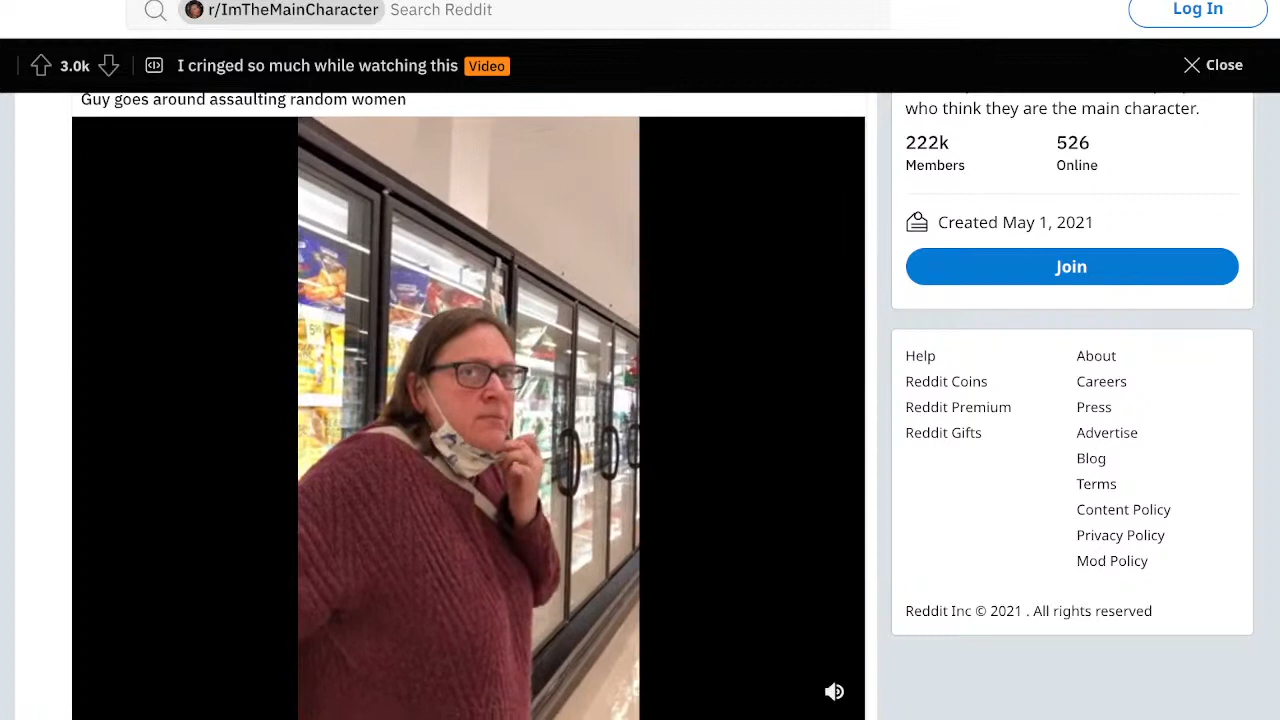 r/ImTheMainCharacter Search Reddit
Log In
3.0k
I cringed so much while watching this Video
Close
Guy goes around assaulting random women
who think they are the main character.
222k 526
Members Online
Created May 1, 2021
Join
Help About
Reddit Coins Careers
Reddit Premium Press
Reddit Gifts Advertise
Blog
Terms
Content Policy
Privacy Policy
Mod Policy
Reddit Inc © 2021 . All rights reserved